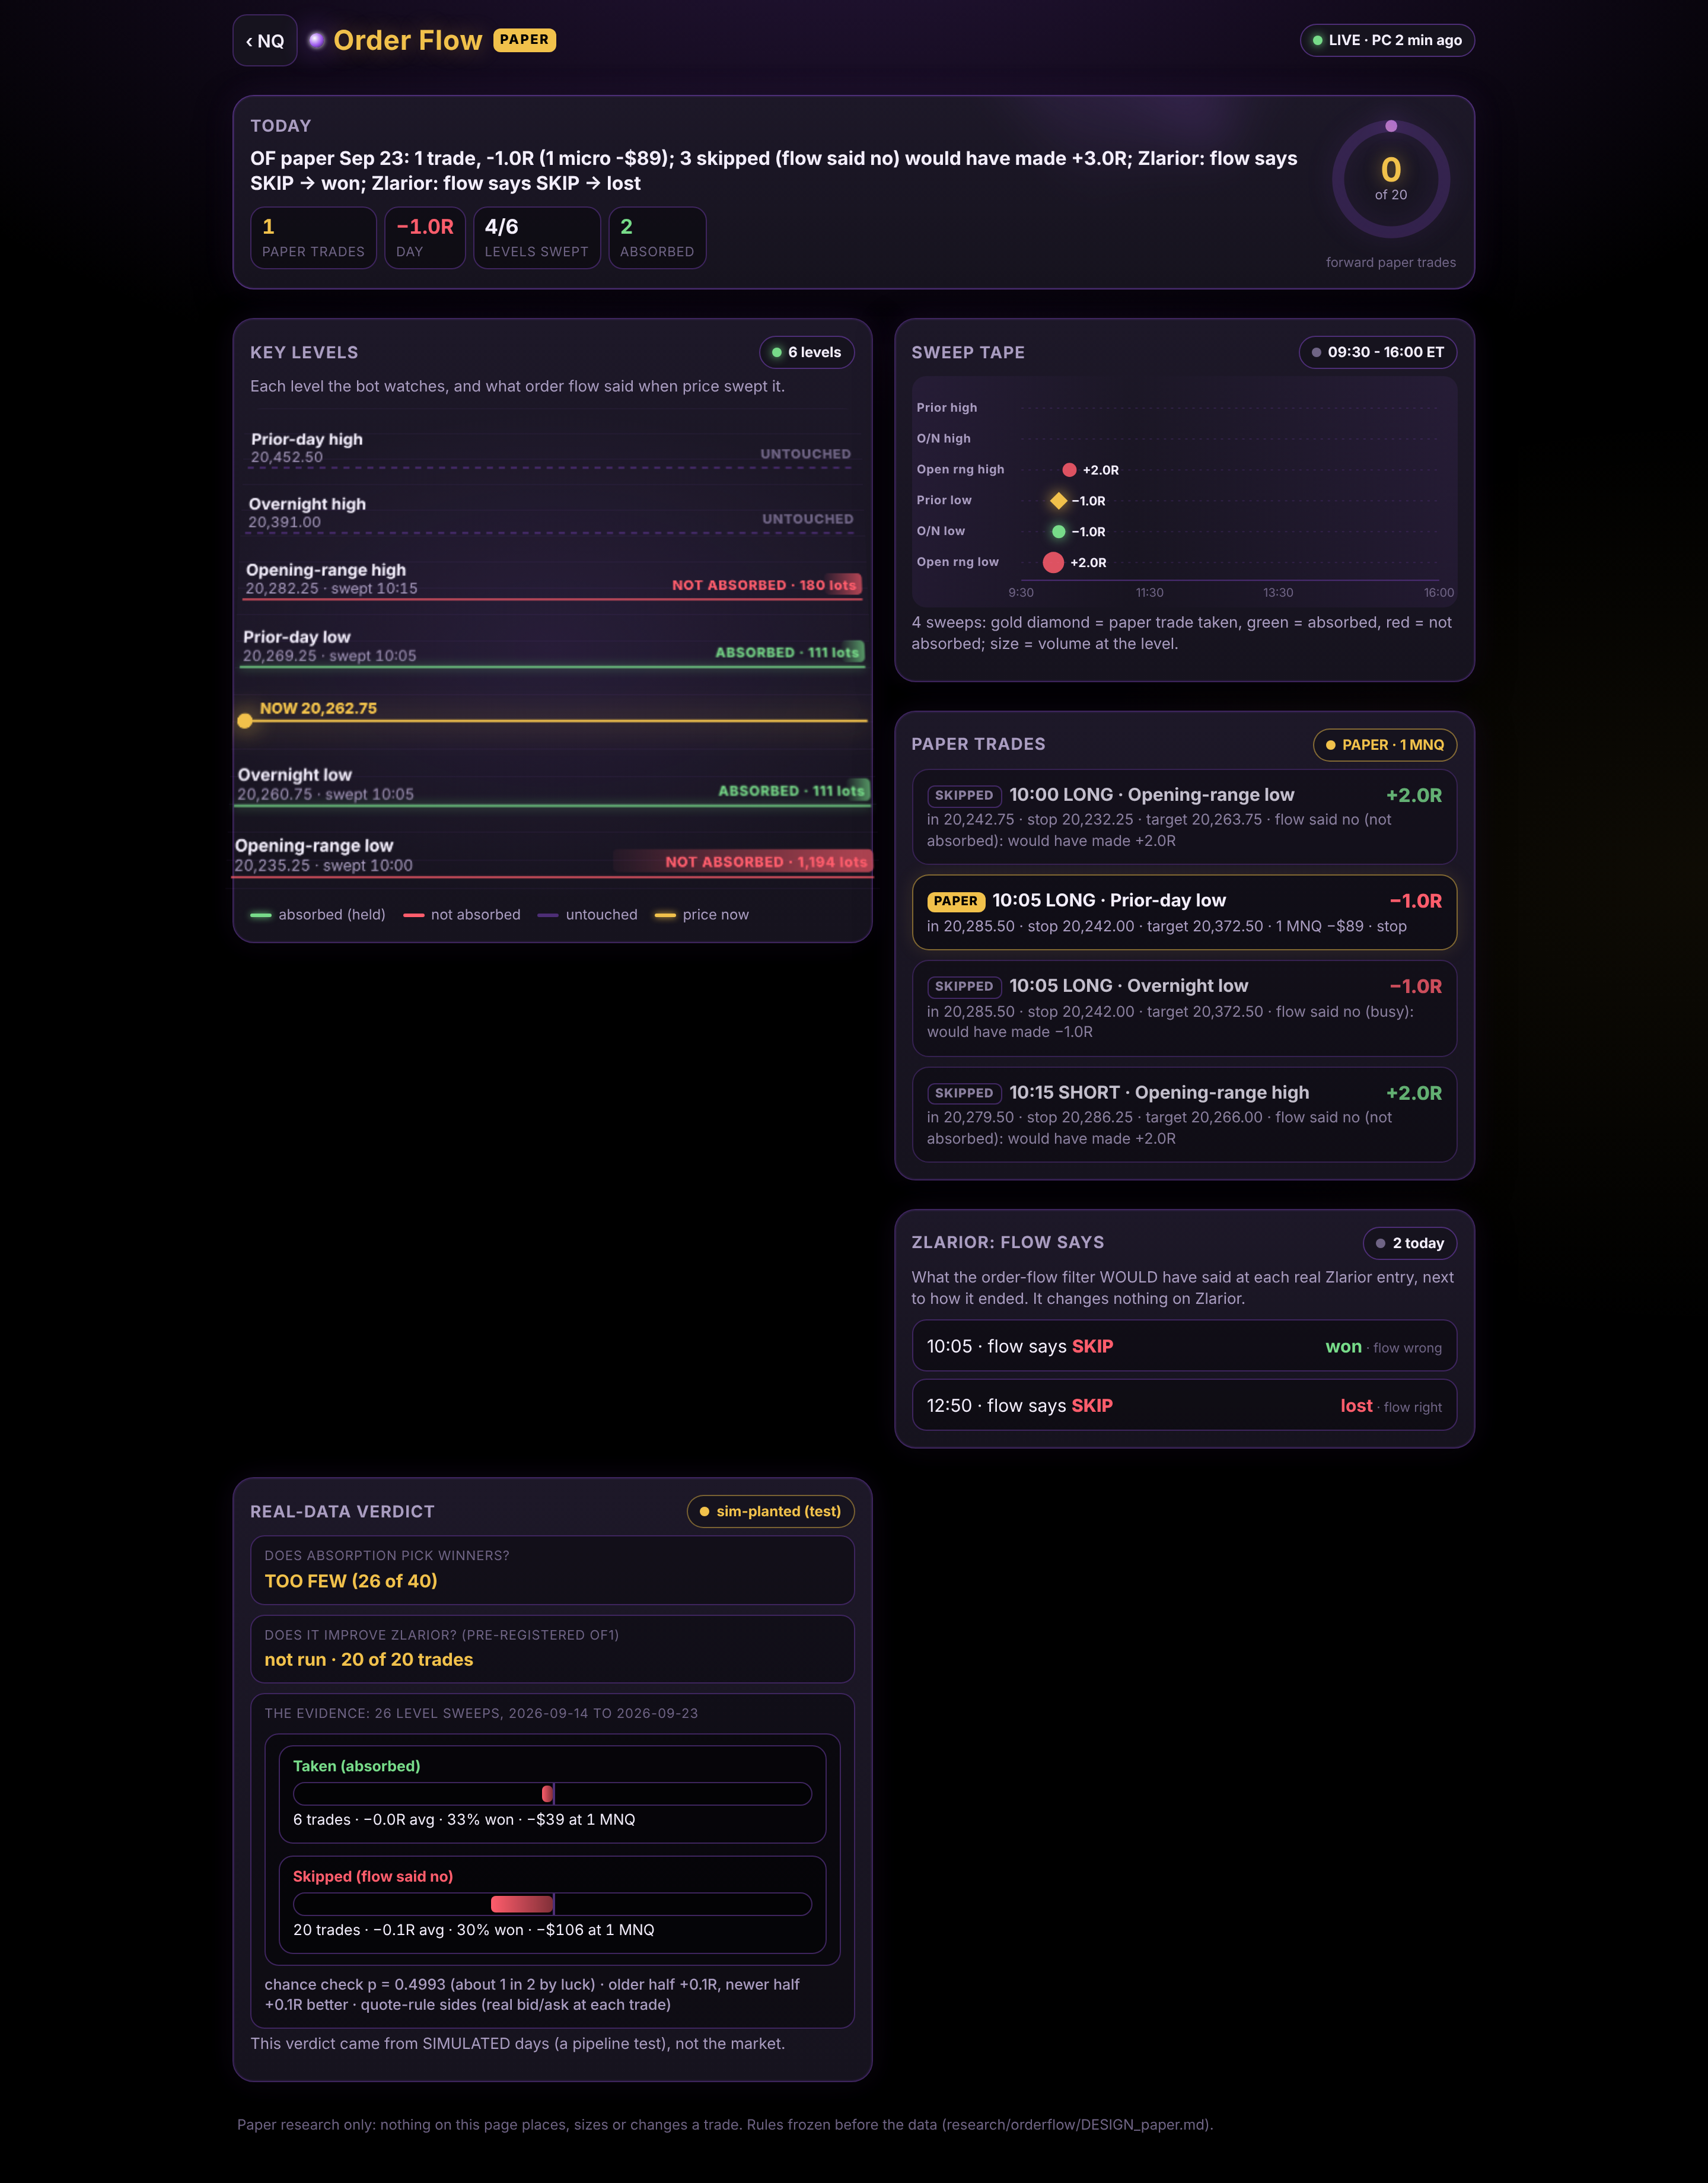 ‹ NQ
Order Flow
PAPER
LIVE · PC 2 min ago
TODAY
OF paper Sep 23: 1 trade, -1.0R (1 micro -$89); 3 skipped (flow said no) would have made +3.0R; Zlarior: flow says
SKIP → won; Zlarior: flow says SKIP → lost
1
PAPER TRADES
−1.0R
DAY
4/6
LEVELS SWEPT
2
ABSORBED
0
of 20
forward paper trades
KEY LEVELS
6 levels
Each level the bot watches, and what order flow said when price swept it.
Prior-day high
20,452.50
UNTOUCHED
Overnight high
20,391.00
UNTOUCHED
Opening-range high
20,282.25 · swept 10:15
NOT ABSORBED · 180 lots
Prior-day low
20,269.25 · swept 10:05
ABSORBED · 111 lots
NOW 20,262.75
Overnight low
20,260.75 · swept 10:05
ABSORBED · 111 lots
Opening-range low
20,235.25 · swept 10:00
NOT ABSORBED · 1,194 lots
absorbed (held)
not absorbed
untouched
price now
SWEEP TAPE
09:30 - 16:00 ET
Prior high
O/N high
Open rng high
+2.0R
Prior low
−1.0R
O/N low
−1.0R
Open rng low
+2.0R
9:30
11:30
13:30
16:00
4 sweeps: gold diamond = paper trade taken, green = absorbed, red = not
absorbed; size = volume at the level.
PAPER TRADES
PAPER · 1 MNQ
SKIPPED 10:00 LONG · Opening-range low
+2.0R
in 20,242.75 · stop 20,232.25 · target 20,263.75 · flow said no (not
absorbed): would have made +2.0R
PAPER 10:05 LONG · Prior-day low
−1.0R
in 20,285.50 · stop 20,242.00 · target 20,372.50 · 1 MNQ −$89 · stop
SKIPPED 10:05 LONG · Overnight low
−1.0R
in 20,285.50 · stop 20,242.00 · target 20,372.50 · flow said no (busy):
would have made −1.0R
SKIPPED 10:15 SHORT · Opening-range high
+2.0R
in 20,279.50 · stop 20,286.25 · target 20,266.00 · flow said no (not
absorbed): would have made +2.0R
ZLARIOR: FLOW SAYS
2 today
What the order-flow filter WOULD have said at each real Zlarior entry, next
to how it ended. It changes nothing on Zlarior.
10:05 · flow says SKIP
won · flow wrong
12:50 · flow says SKIP
lost · flow right
REAL-DATA VERDICT
sim-planted (test)
DOES ABSORPTION PICK WINNERS?
TOO FEW (26 of 40)
DOES IT IMPROVE ZLARIOR? (PRE-REGISTERED OF1)
not run · 20 of 20 trades
THE EVIDENCE: 26 LEVEL SWEEPS, 2026-09-14 TO 2026-09-23
Taken (absorbed)
6 trades · −0.0R avg · 33% won · −$39 at 1 MNQ
Skipped (flow said no)
20 trades · −0.1R avg · 30% won · −$106 at 1 MNQ
chance check p = 0.4993 (about 1 in 2 by luck) · older half +0.1R, newer half
+0.1R better · quote-rule sides (real bid/ask at each trade)
This verdict came from SIMULATED days (a pipeline test), not the market.
Paper research only: nothing on this page places, sizes or changes a trade. Rules frozen before the data (research/orderflow/DESIGN_paper.md).